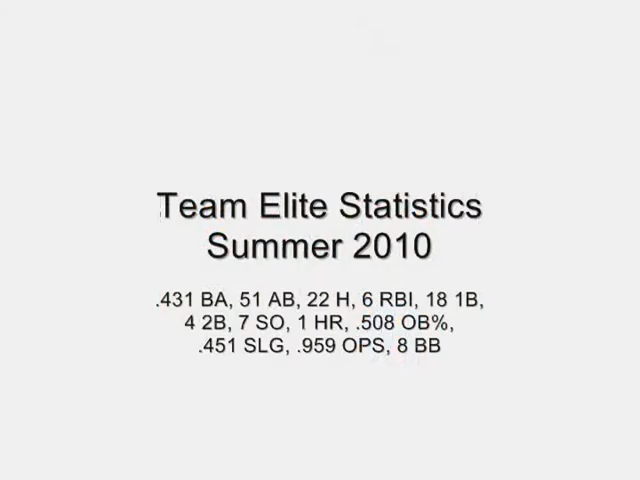 Team Elite Statistics
Summer 2010
.431 BA, 51 AB, 22 H, 6 RBI, 18 1B,
4 2B, 7 SO, 1 HR, .508 OB%,
.451 SLG, .959 OPS, 8 BB